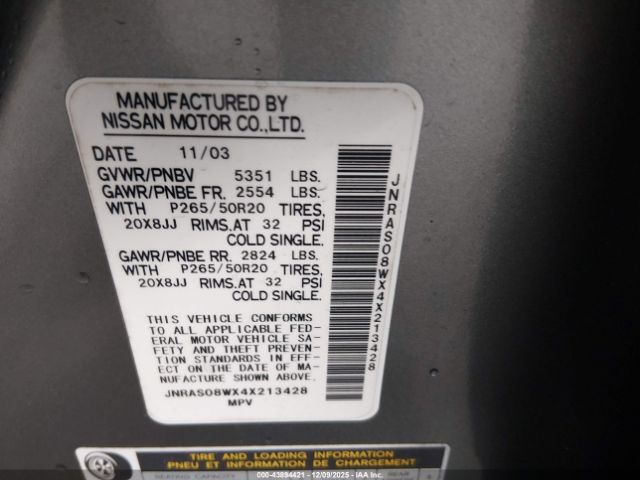 MANUFACTURED BY
NISSAN MOTOR CO.,LTD.
DATE 11/03
GVWR/PNBV 5351 LBS.
GAWR/PNBE FR. 2554 LBS.
WITH P265/50R20 TIRES,
20X8JJ RIMS.AT 32 PSI
COLD SINGLE.
GAWR/PNBE RR. 2824 LBS.
WITH P265/50R20 TIRES,
20X8JJ RIMS.AT 32 PSI
COLD SINGLE.
THIS VEHICLE CONFORMS
TO ALL APPLICABLE FED-
ERAL MOTOR VEHICLE SA-
FETY AND THEFT PREVEN-
TION STANDARDS IN EFF-
ECT ON THE DATE OF MA-
NUFACTURE SHOWN ABOVE.
JNRAS08WX4X213428
MPV
JNRAS08WX4X213428
TIRE AND LOADING INFORMATION
PNEU ET INFORMATION DE CHARGEMENT
SEATING CAPACITY
REAR
© 000-43894421 - 12/09/2025 - IAA Inc.